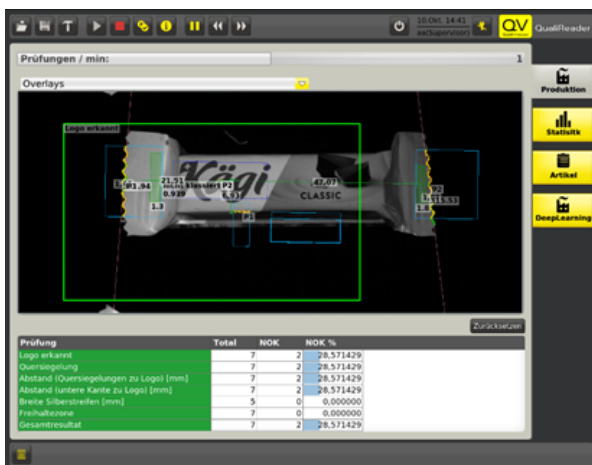 10.Okt. 14:41
QV
QualiReader
Prüfungen / min:
1
Overlays
Produktion
Statisitk
Artikel
DeepLearning
Logo erkannt
21,51
klassiert P2
0.939
1.3
Kägi
CLASSIC
47,07
Zurücksetzen
Prüfung Total NOK NOK %
Logo erkannt 7 2 28,571429
Quersiegelung 7 2 28,571429
Abstand (Quersiegelungen zu Logo) [mm] 7 2 28,571429
Abstand (untere Kante zu Logo) [mm] 7 2 28,571429
Breite Silberstreifen [mm] 5 0 0,000000
Freihaltezone 7 0 0,000000
Gesamtresultat 7 2 28,571429